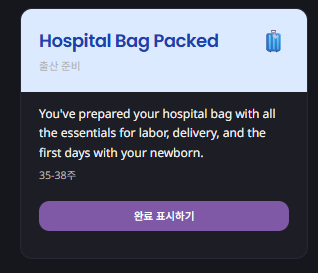 Hospital Bag Packed
출산 준비
You've prepared your hospital bag with all
the essentials for labor, delivery, and the
first days with your newborn.
35-38주
완료 표시하기